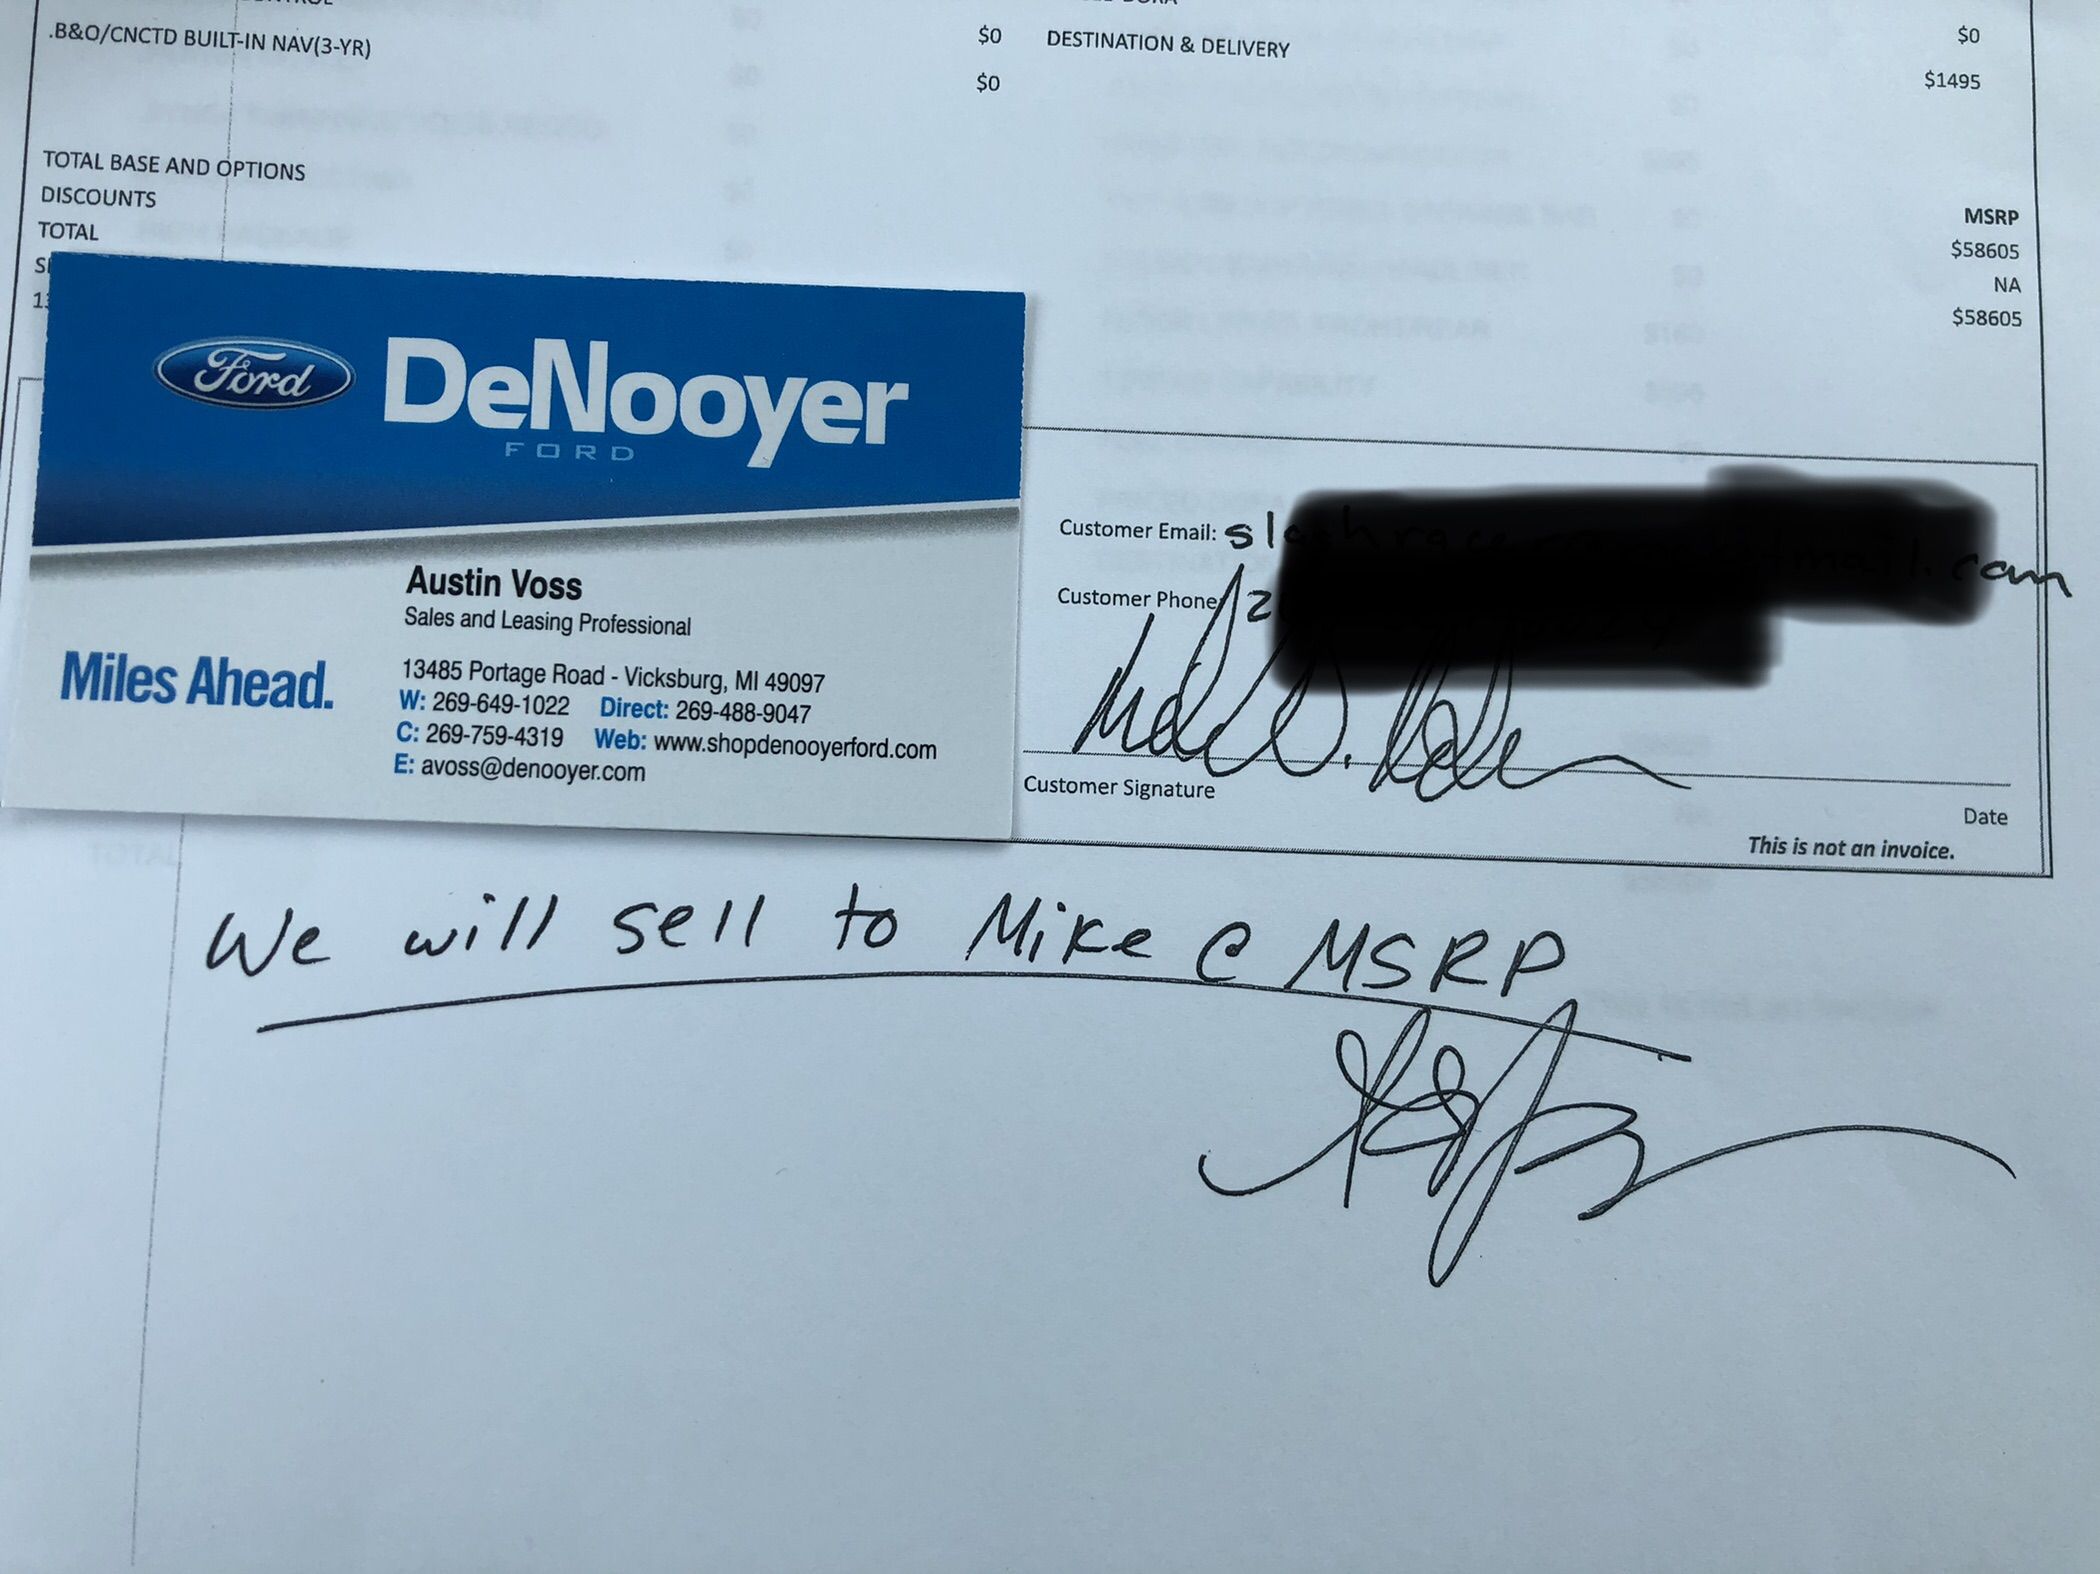 .B&O/CNCTD BUILT-IN NAV(3-YR)
$0
$0
DESTINATION & DELIVERY
$0
$1495
TOTAL BASE AND OPTIONS
DISCOUNTS
TOTAL
MSRP
$58605
NA
$58605
Ford
DeNooyer
FORD
Austin Voss
Sales and Leasing Professional
Miles Ahead.
13485 Portage Road - Vicksburg, MI 49097
W: 269-649-1022 Direct: 269-488-9047
C: 269-759-4319 Web: www.shopdenooyerford.com
E: avoss@denooyer.com
Customer Email:
Customer Phone
Customer Signature
Date
This is not an invoice.
We will sell to Mike @ MSRP